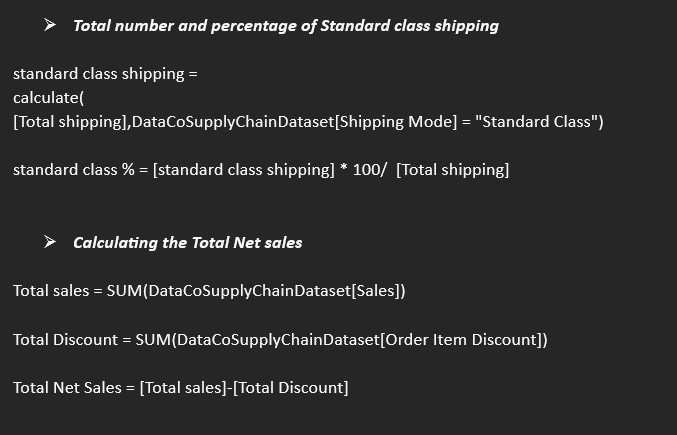 ➢ Total number and percentage of Standard class shipping
standard class shipping =
calculate(
[Total shipping],DataCoSupplyChainDataset[Shipping Mode] = "Standard Class")
standard class % = [standard class shipping] * 100/  [Total shipping]
➢ Calculating the Total Net sales
Total sales = SUM(DataCoSupplyChainDataset[Sales])
Total Discount = SUM(DataCoSupplyChainDataset[Order Item Discount])
Total Net Sales = [Total sales]-[Total Discount]